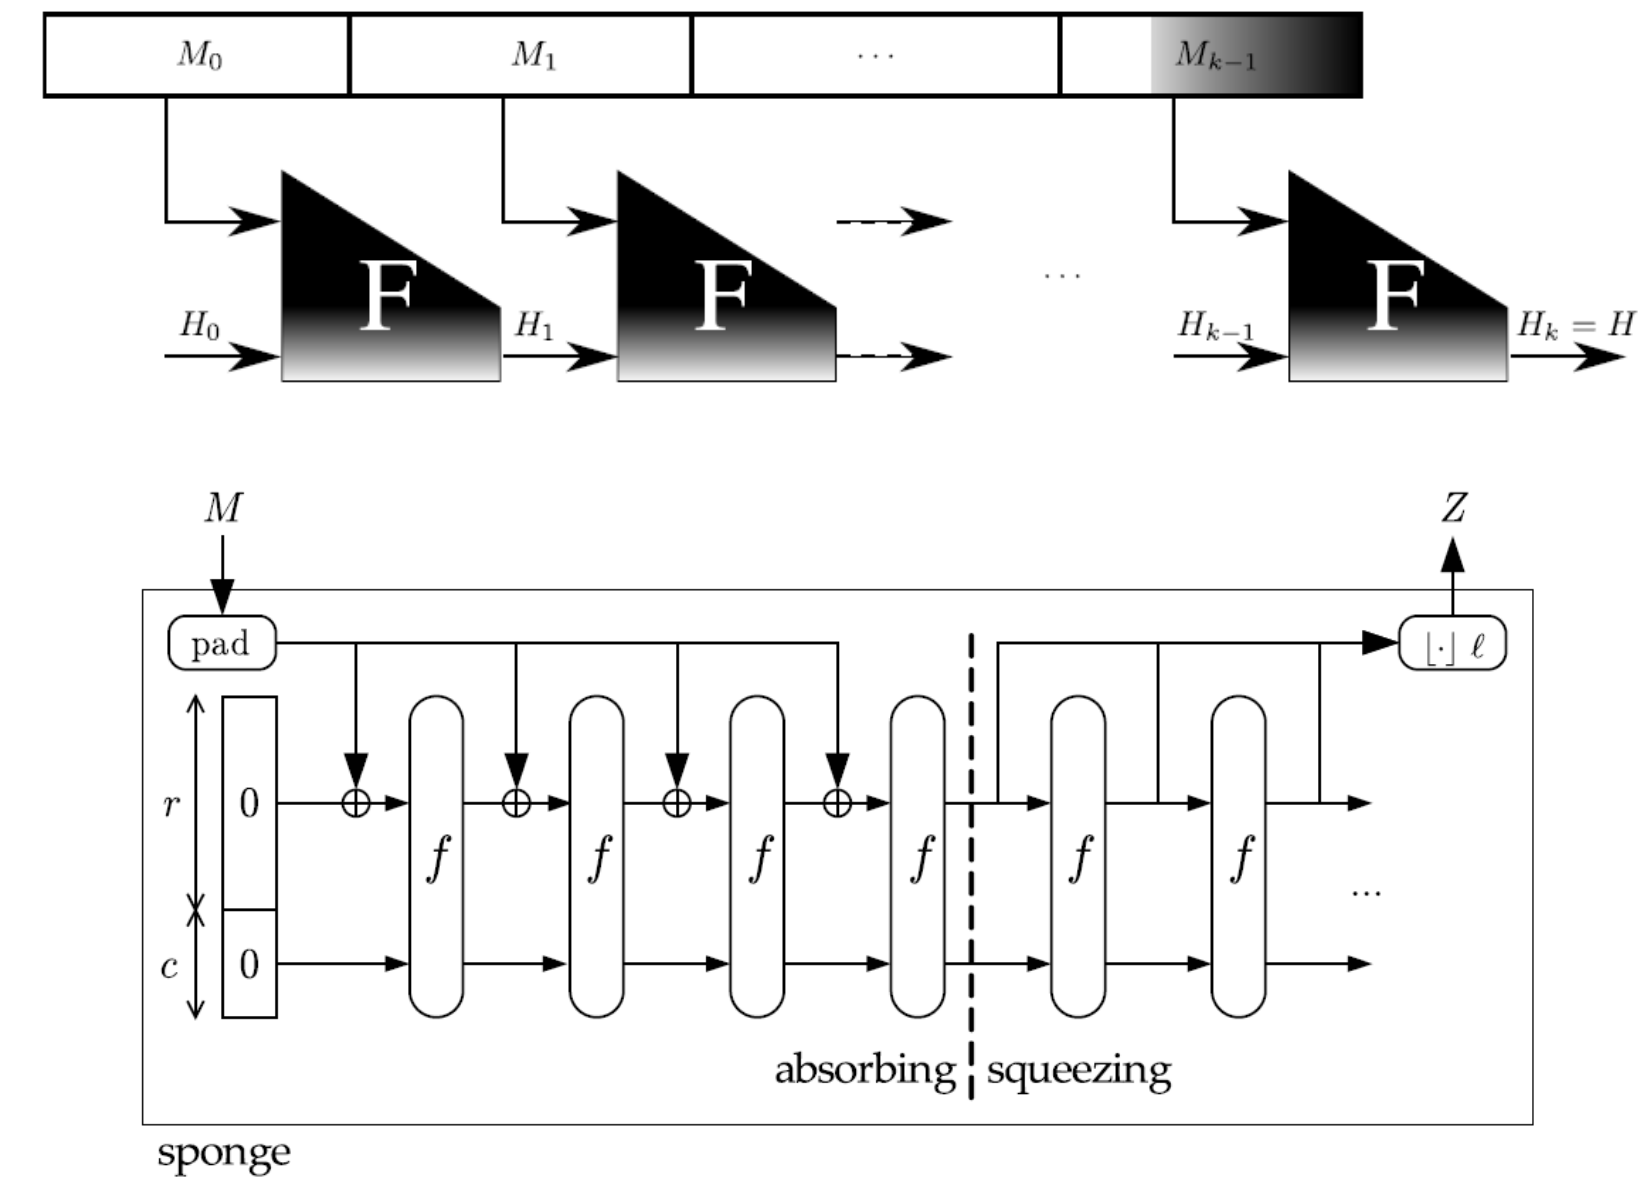 M₀ M₁ ··· Mₖ₋₁
F F ··· F
H₀ H₁ Hₖ₋₁ Hₖ = H
M Z
pad ⌊·⌋ ℓ
r 0
f f f f f f
...
c 0
absorbing squeezing
sponge